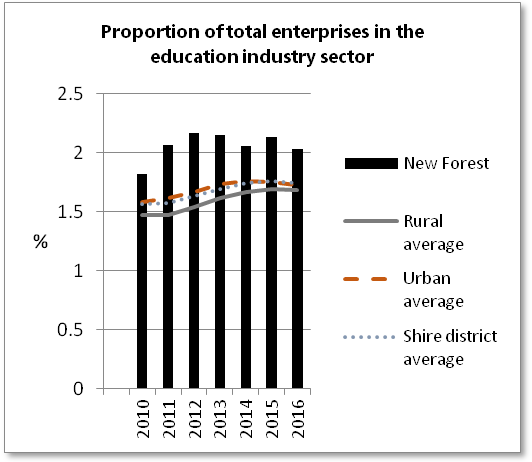 Proportion of total enterprises in the
education industry sector
2.5
2
1.5
1
0.5
0
%
2010
2011
2012
2013
2014
2015
2016
New Forest
Rural
average
Urban
average
Shire district
average